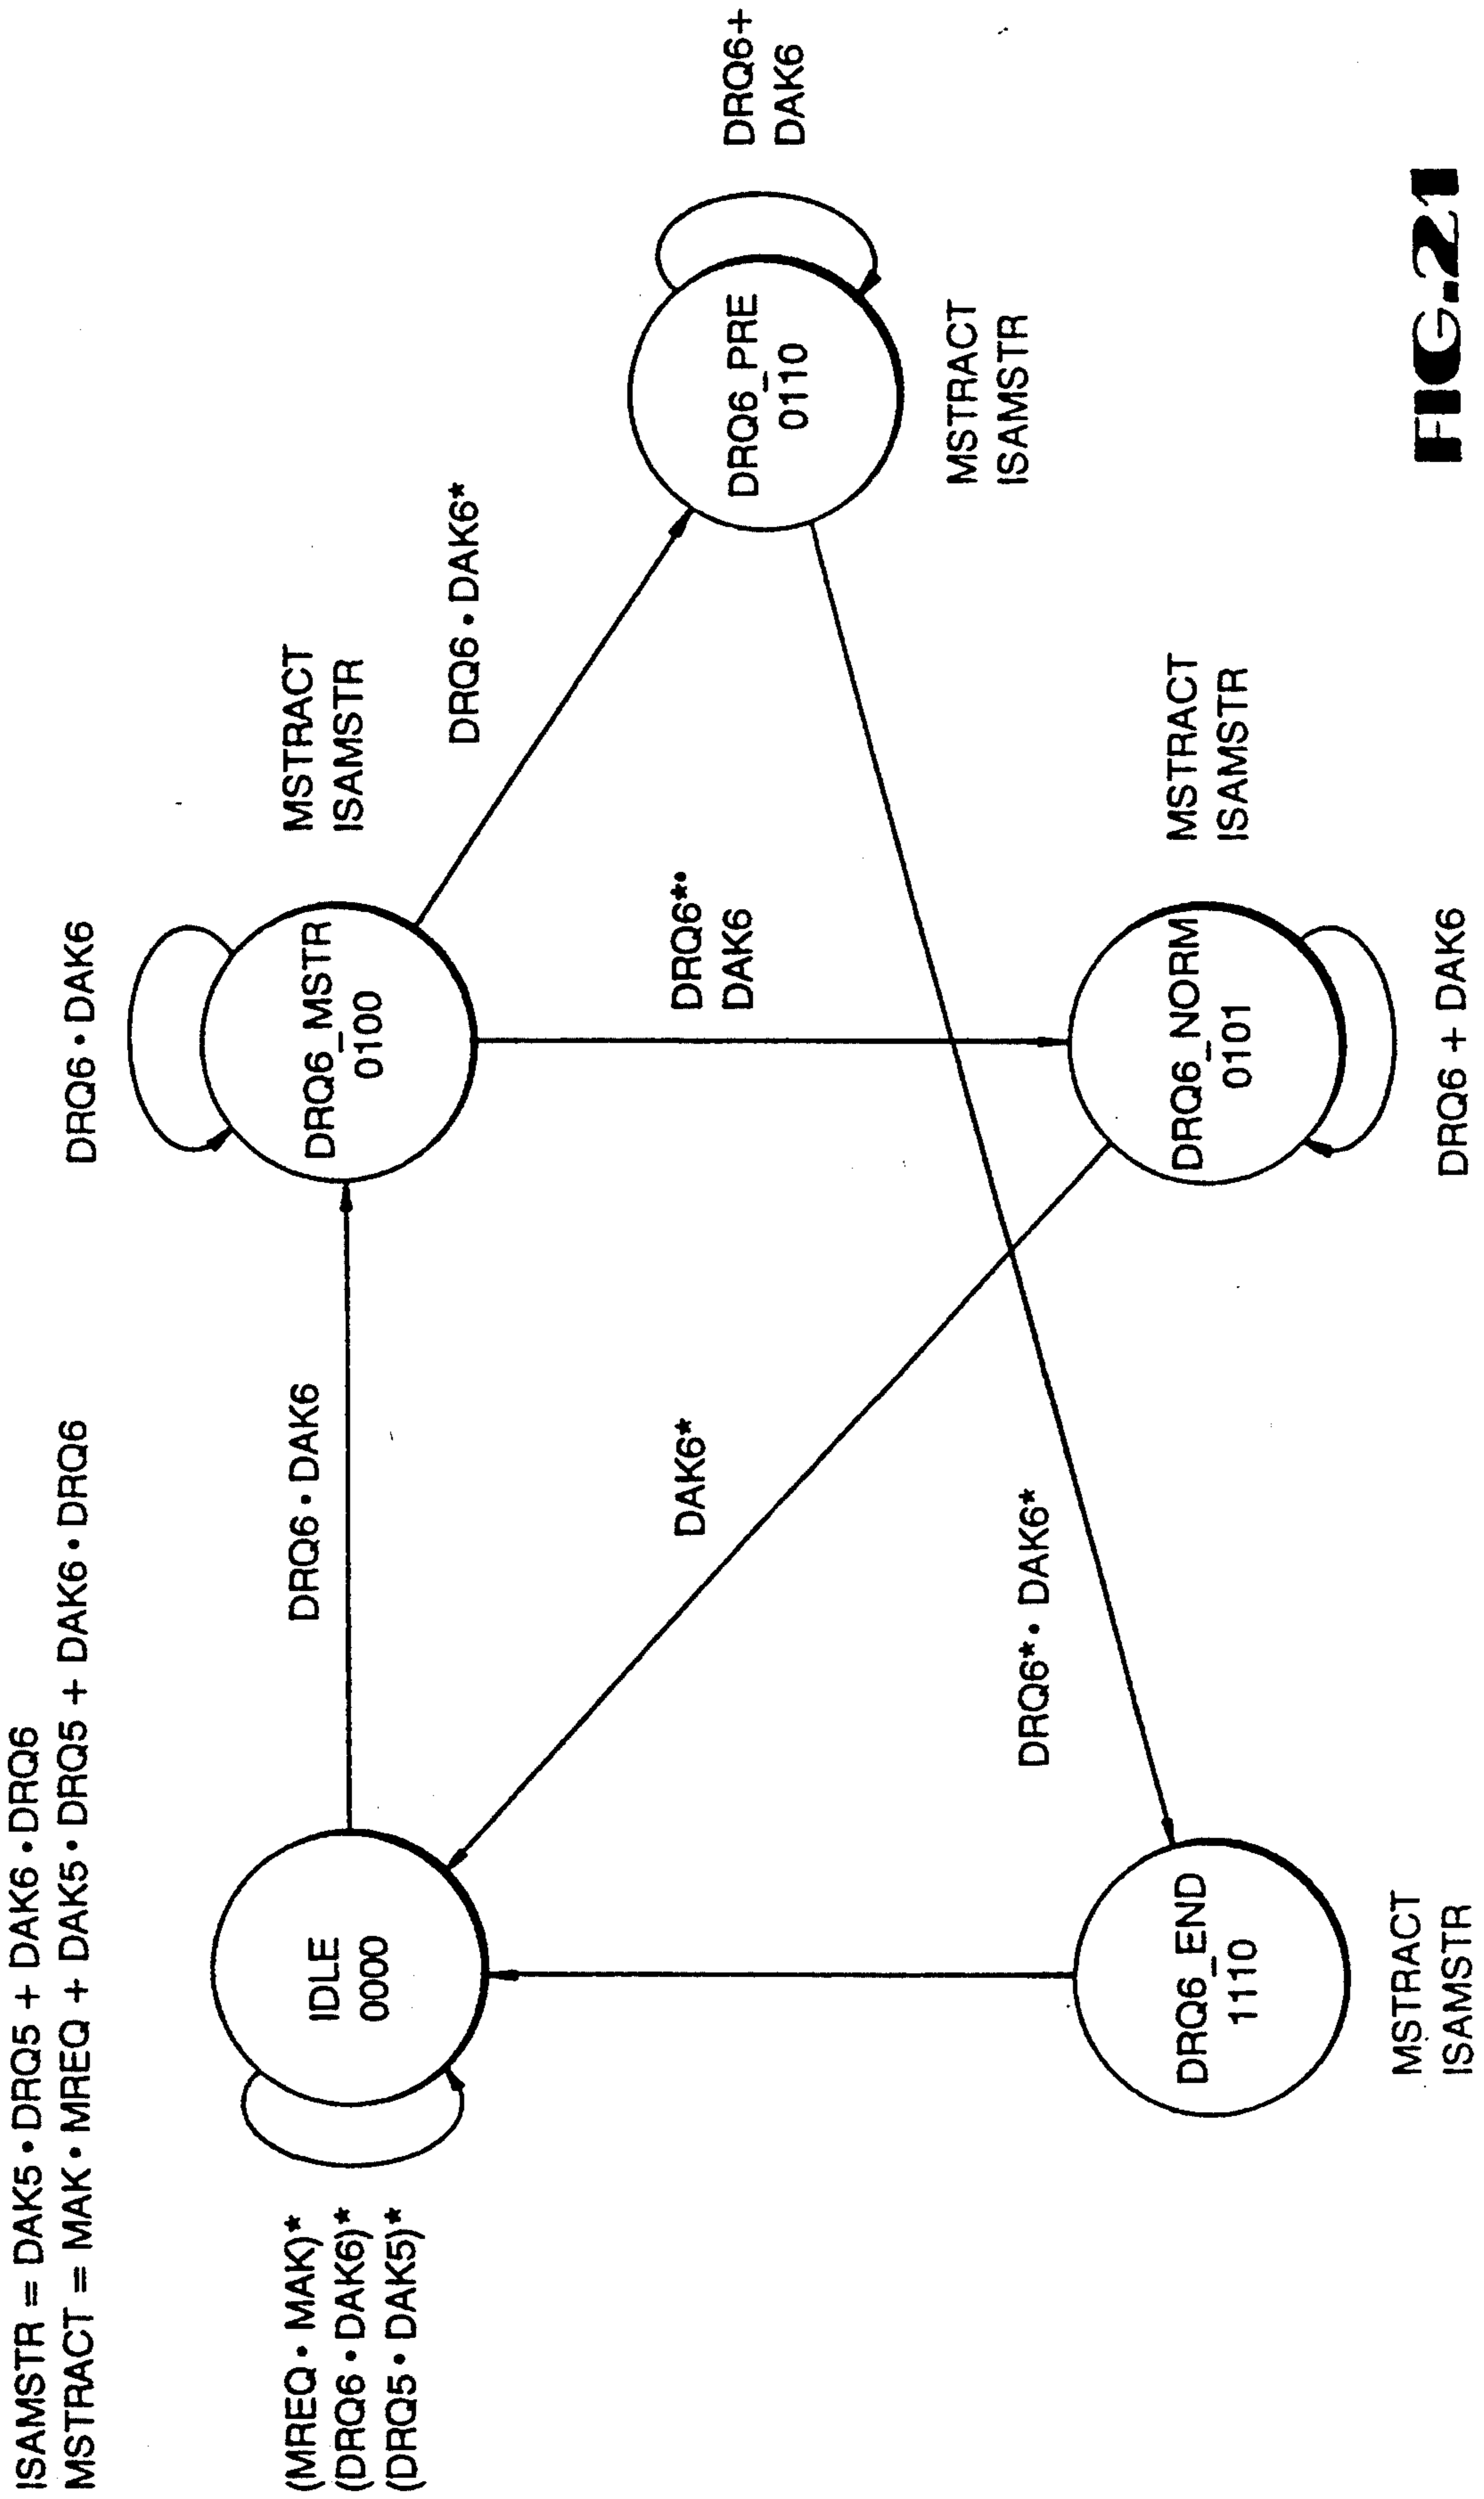 ISAMSTR = DAK5•DRQ5 + DAK6•DRQ6
MSTRACT = MAK•MREQ + DAK5•DRQ5 + DAK6•DRQ6
DRQ6•DAK6
(MREQ•MAK)*
(DRQ6•DAK6)*
(DRQ5•DAK5)*
IDLE
0000
DRQ6•DAK6
DRQ6_MSTR
0100
MSTRACT
ISAMSTR
DRQ6•DAK6*
DAK6*
DRQ6*•
DAK6
DRQ6_PRE
0110
DRQ6+
DAK6
MSTRACT
ISAMSTR
DRQ6*•DAK6*
DRQ6_END
1110
MSTRACT
ISAMSTR
DRQ6_NORM
0101
MSTRACT
ISAMSTR
DRQ6 + DAK6
FIG.21